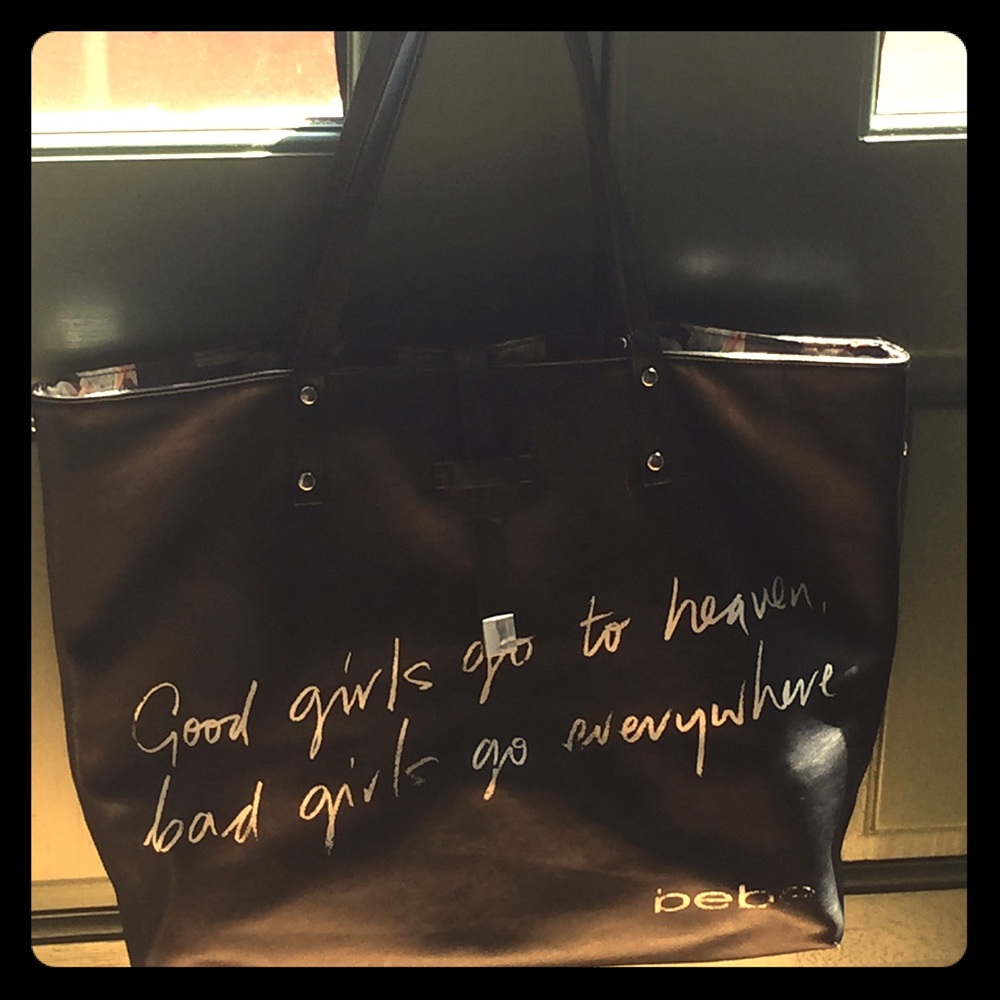 Good girls go to heaven,
bad girls go everywhere
bebe